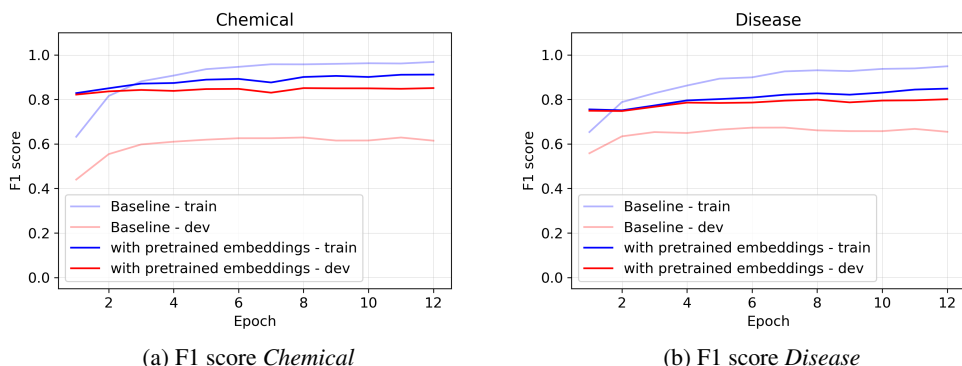 Chemical
1.0
0.8
0.6
0.4
0.2
0.0
F1 score
Baseline - train
Baseline - dev
with pretrained embeddings - train
with pretrained embeddings - dev
2 4 6 8 10 12
Epoch
(a) F1 score Chemical
Disease
1.0
0.8
0.6
0.4
0.2
0.0
F1 score
Baseline - train
Baseline - dev
with pretrained embeddings - train
with pretrained embeddings - dev
2 4 6 8 10 12
Epoch
(b) F1 score Disease